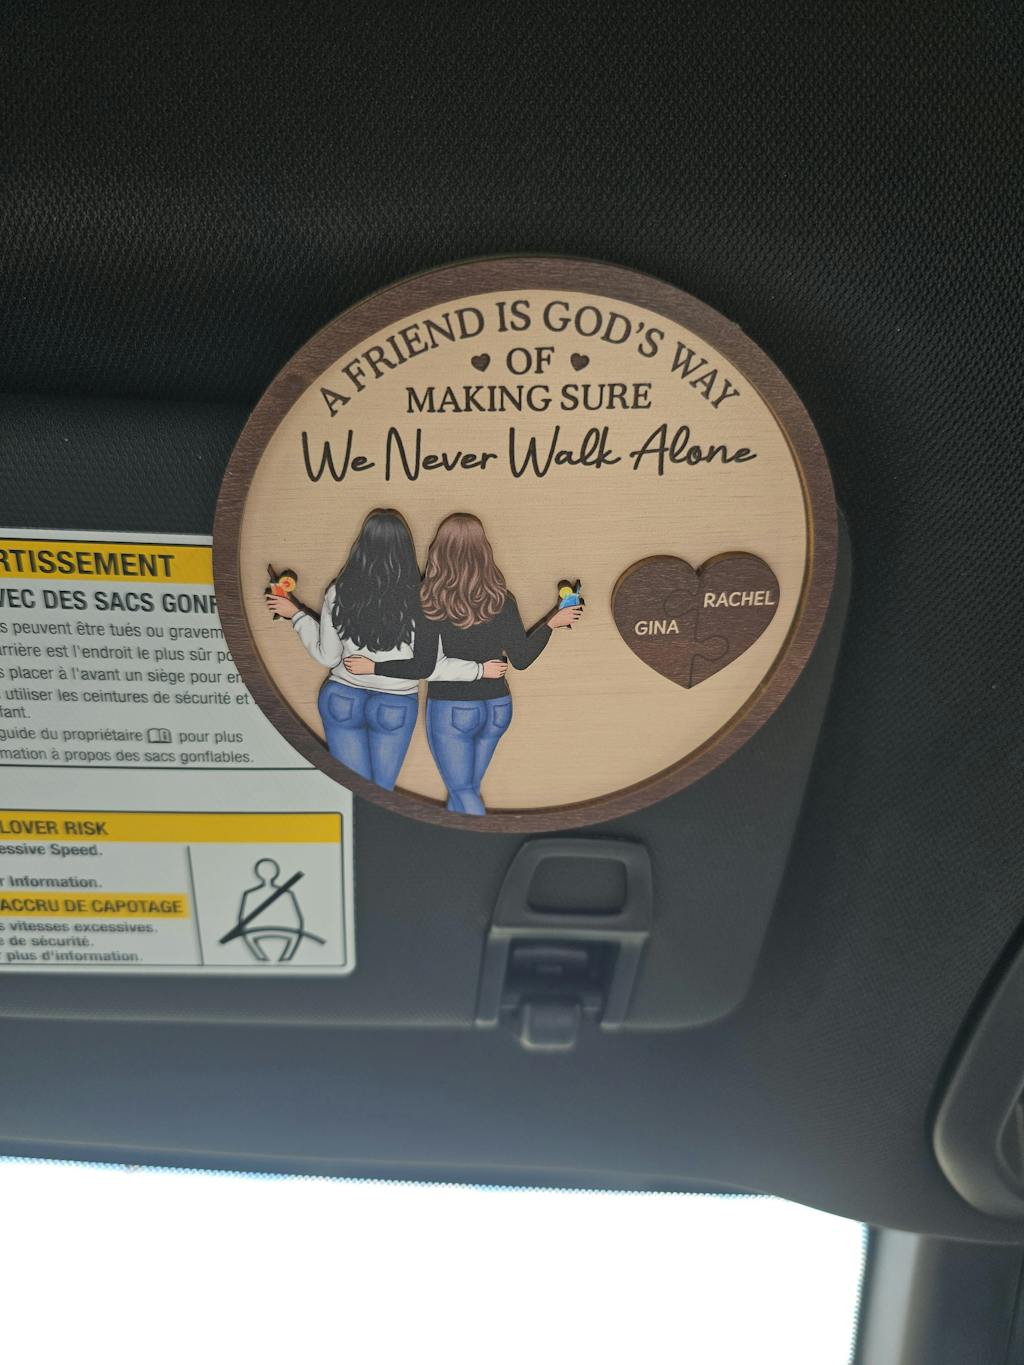 A FRIEND IS GOD'S WAY
OF
MAKING SURE
We Never Walk Alone
GINA
RACHEL
RTISSEMENT
VEC DES SACS GONF
s peuvent être tués ou gravem
rrière est l'endroit le plus sûr po
s placer à l'avant un siège pour en
utiliser les ceintures de sécurité et
fant.
guide du propriétaire pour plus
mation à propos des sacs gonflables.
LOVER RISK
essive Speed.
r Information.
ACCRU DE CAPOTAGE
s vitesses excessives.
e de sécurité.
r plus d'information.